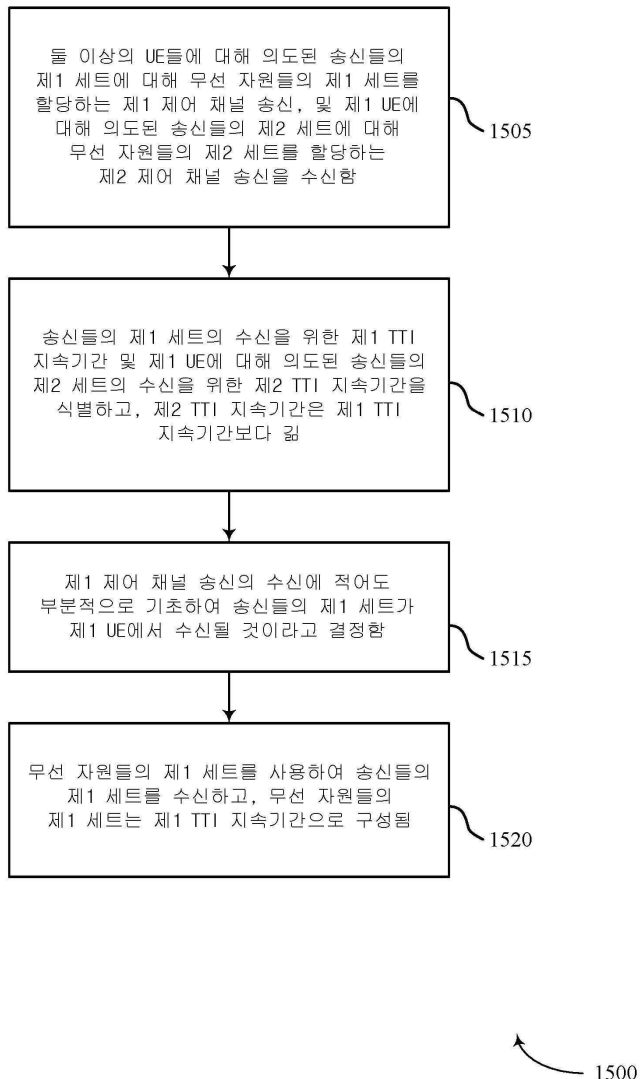 둘 이상의 UE들에 대해 의도된 송신들의
제1 세트에 대해 무선 자원들의 제1 세트를
할당하는 제1 제어 채널 송신, 및 제1 UE에
대해 의도된 송신들의 제2 세트에 대해
무선 자원들의 제2 세트를 할당하는
제2 제어 채널 송신을 수신함
1505
송신들의 제1 세트의 수신을 위한 제1 TTI
지속기간 및 제1 UE에 대해 의도된 송신들의
제2 세트의 수신을 위한 제2 TTI 지속기간을
식별하고, 제2 TTI 지속기간은 제1 TTI
지속기간보다 긺
1510
제1 제어 채널 송신의 수신에 적어도
부분적으로 기초하여 송신들의 제1 세트가
제1 UE에서 수신될 것이라고 결정함
1515
무선 자원들의 제1 세트를 사용하여 송신들의
제1 세트를 수신하고, 무선 자원들의
제1 세트는 제1 TTI 지속기간으로 구성됨
1520
1500